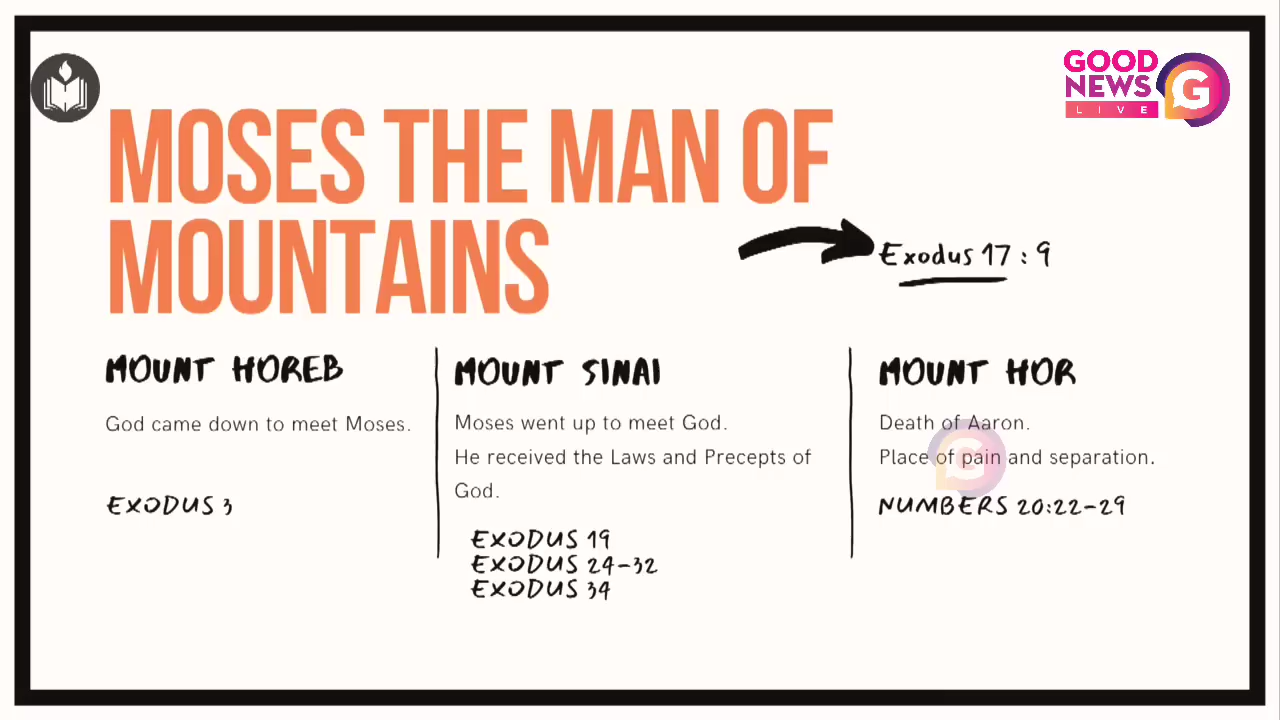 GOOD
NEWS
LIVE
G
MOSES THE MAN OF
MOUNTAINS
Exodus 17 : 9
MOUNT HOREB
God came down to meet Moses.
EXODUS 3
MOUNT SINAI
Moses went up to meet God.
He received the Laws and Precepts of
God.
EXODUS 19
EXODUS 24-32
EXODUS 34
MOUNT HOR
Death of Aaron.
Place of pain and separation.
G
NUMBERS 20:22-29